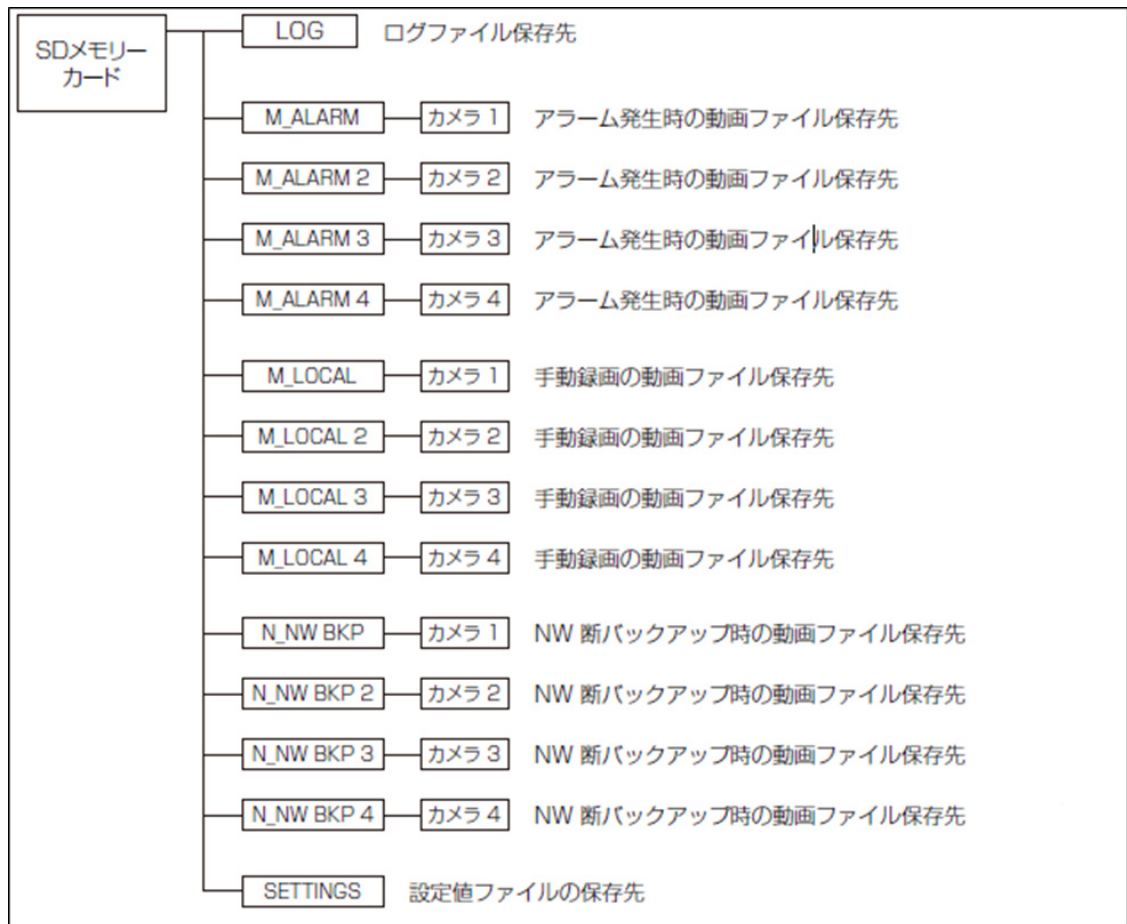 SDメモリー
カード
LOG ログファイル保存先
M_ALARM カメラ 1 アラーム発生時の動画ファイル保存先
M_ALARM 2 カメラ 2 アラーム発生時の動画ファイル保存先
M_ALARM 3 カメラ 3 アラーム発生時の動画ファイル保存先
M_ALARM 4 カメラ 4 アラーム発生時の動画ファイル保存先
M_LOCAL カメラ 1 手動録画の動画ファイル保存先
M_LOCAL 2 カメラ 2 手動録画の動画ファイル保存先
M_LOCAL 3 カメラ 3 手動録画の動画ファイル保存先
M_LOCAL 4 カメラ 4 手動録画の動画ファイル保存先
N_NW BKP カメラ 1 NW 断バックアップ時の動画ファイル保存先
N_NW BKP 2 カメラ 2 NW 断バックアップ時の動画ファイル保存先
N_NW BKP 3 カメラ 3 NW 断バックアップ時の動画ファイル保存先
N_NW BKP 4 カメラ 4 NW 断バックアップ時の動画ファイル保存先
SETTINGS 設定値ファイルの保存先